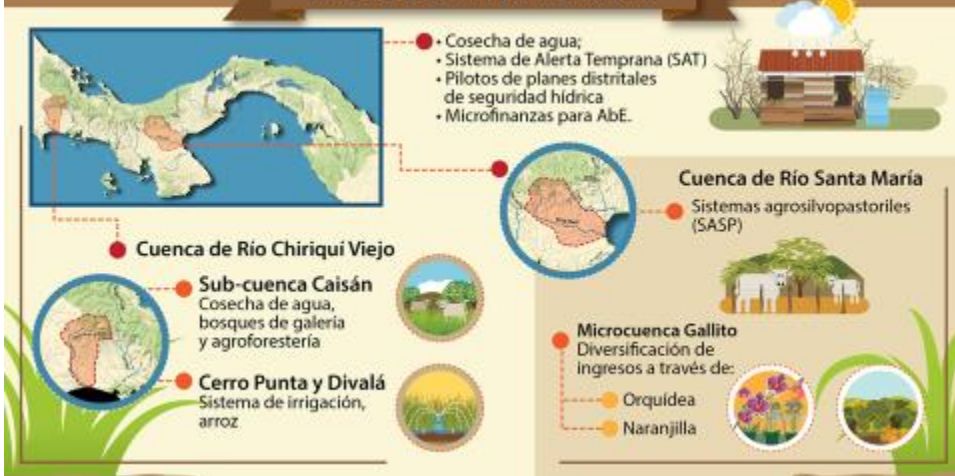 • Cosecha de agua;
• Sistema de Alerta Temprana (SAT)
• Pilotos de planes distritales
de seguridad hídrica
• Microfinanzas para AbE.
Cuenca de Río Santa María
Sistemas agrosilvopastoriles
(SASP)
Cuenca de Río Chiriquí Viejo
Sub-cuenca Caisán
Cosecha de agua,
bosques de galería
y agroforestería
Cerro Punta y Divalá
Sistema de irrigación,
arroz
Microcuenca Gallito
Diversificación de
ingresos a través de:
Orquídea
Naranjilla